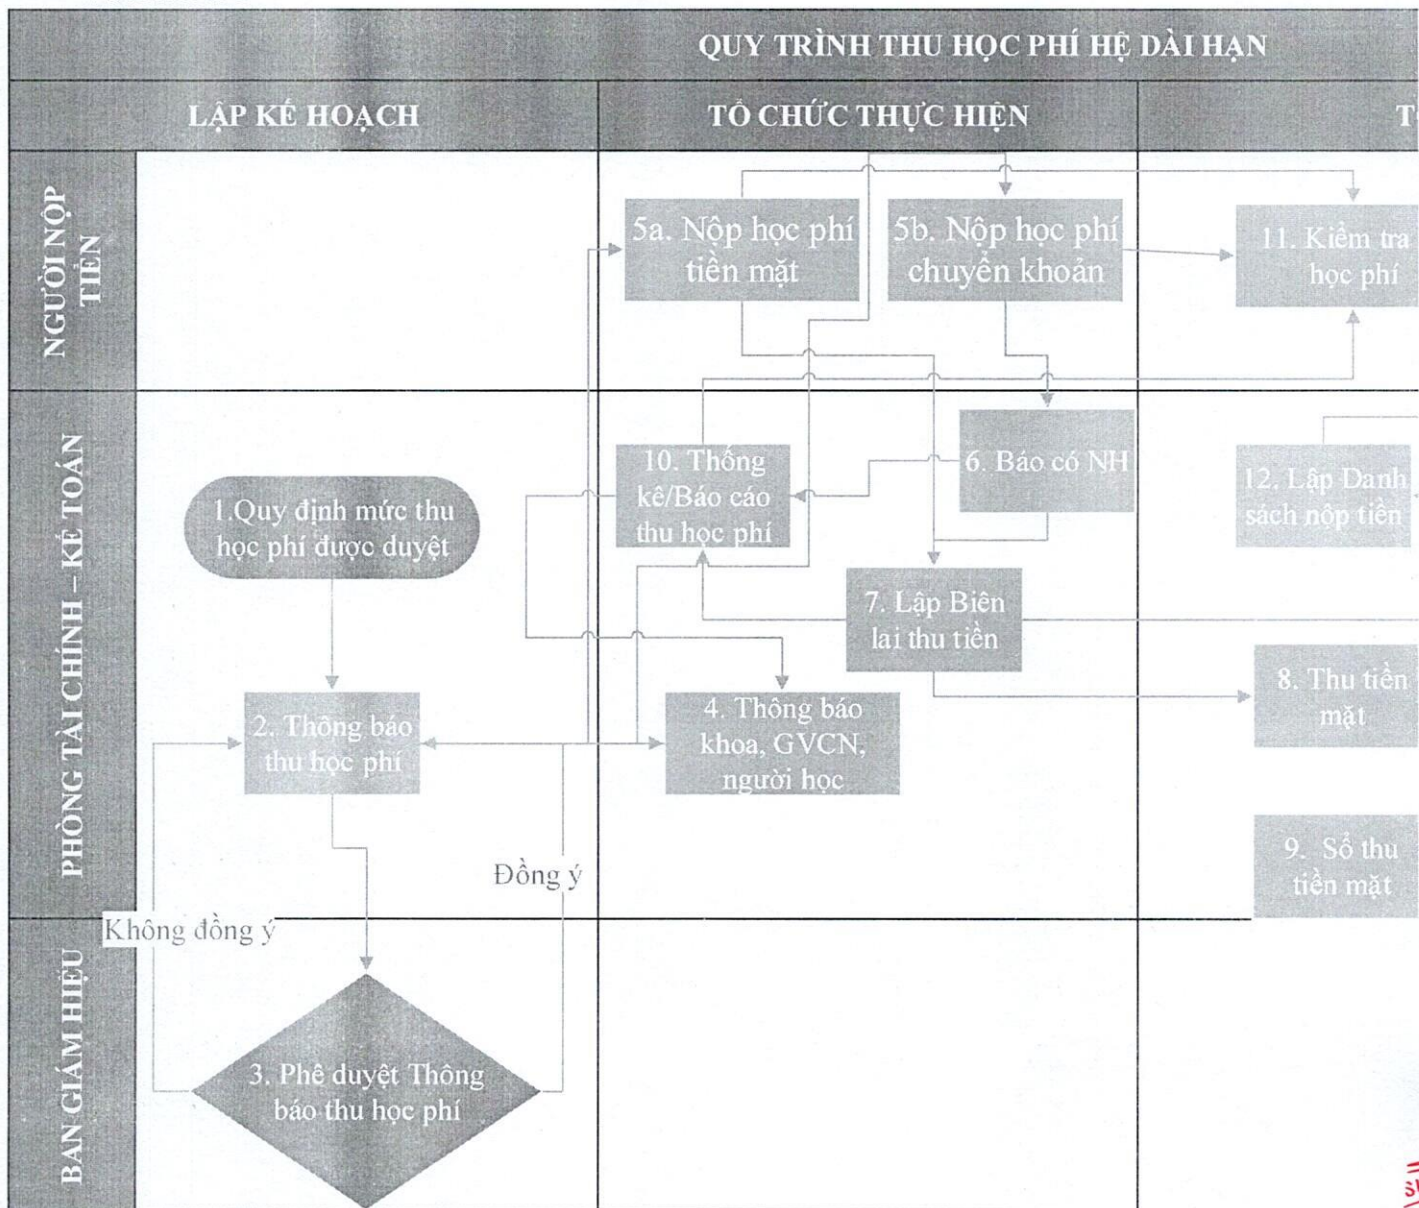 QUY TRÌNH THU HỌC PHÍ HỆ DÀI HẠN
LẬP KẾ HOẠCH
TỔ CHỨC THỰC HIỆN
T
NGƯỜI NỘP
TIỀN
5a. Nộp học phí
tiền mặt
5b. Nộp học phí
chuyển khoản
11. Kiểm tra
học phí
PHÒNG TÀI CHÍNH – KẾ TOÁN
1.Quy định mức thu
học phí được duyệt
10. Thống
kê/Báo cáo
thu học phí
6. Báo có NH
12. Lập Danh
sách nộp tiền
7. Lập Biên
lai thu tiền
2. Thông báo
thu học phí
4. Thông báo
khoa, GVCN,
người học
8. Thu tiền
mặt
9. Sổ thu
tiền mặt
Đồng ý
Không đồng ý
BAN GIÁM HIỆU
3. Phê duyệt Thông
báo thu học phí